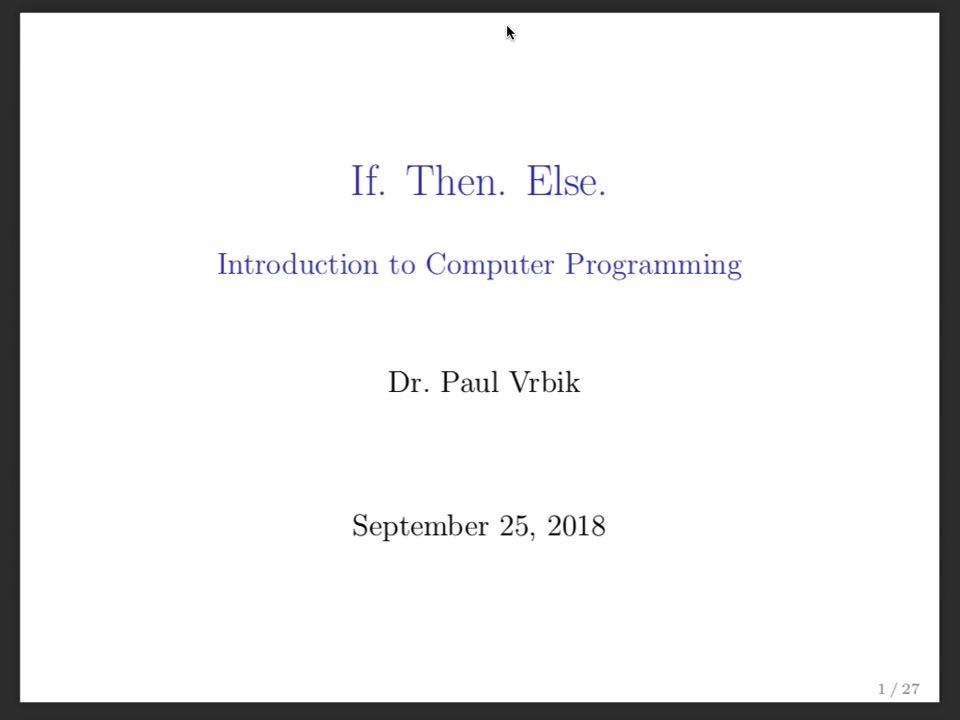 If. Then. Else.
Introduction to Computer Programming
Dr. Paul Vrbik
September 25, 2018
1 / 27